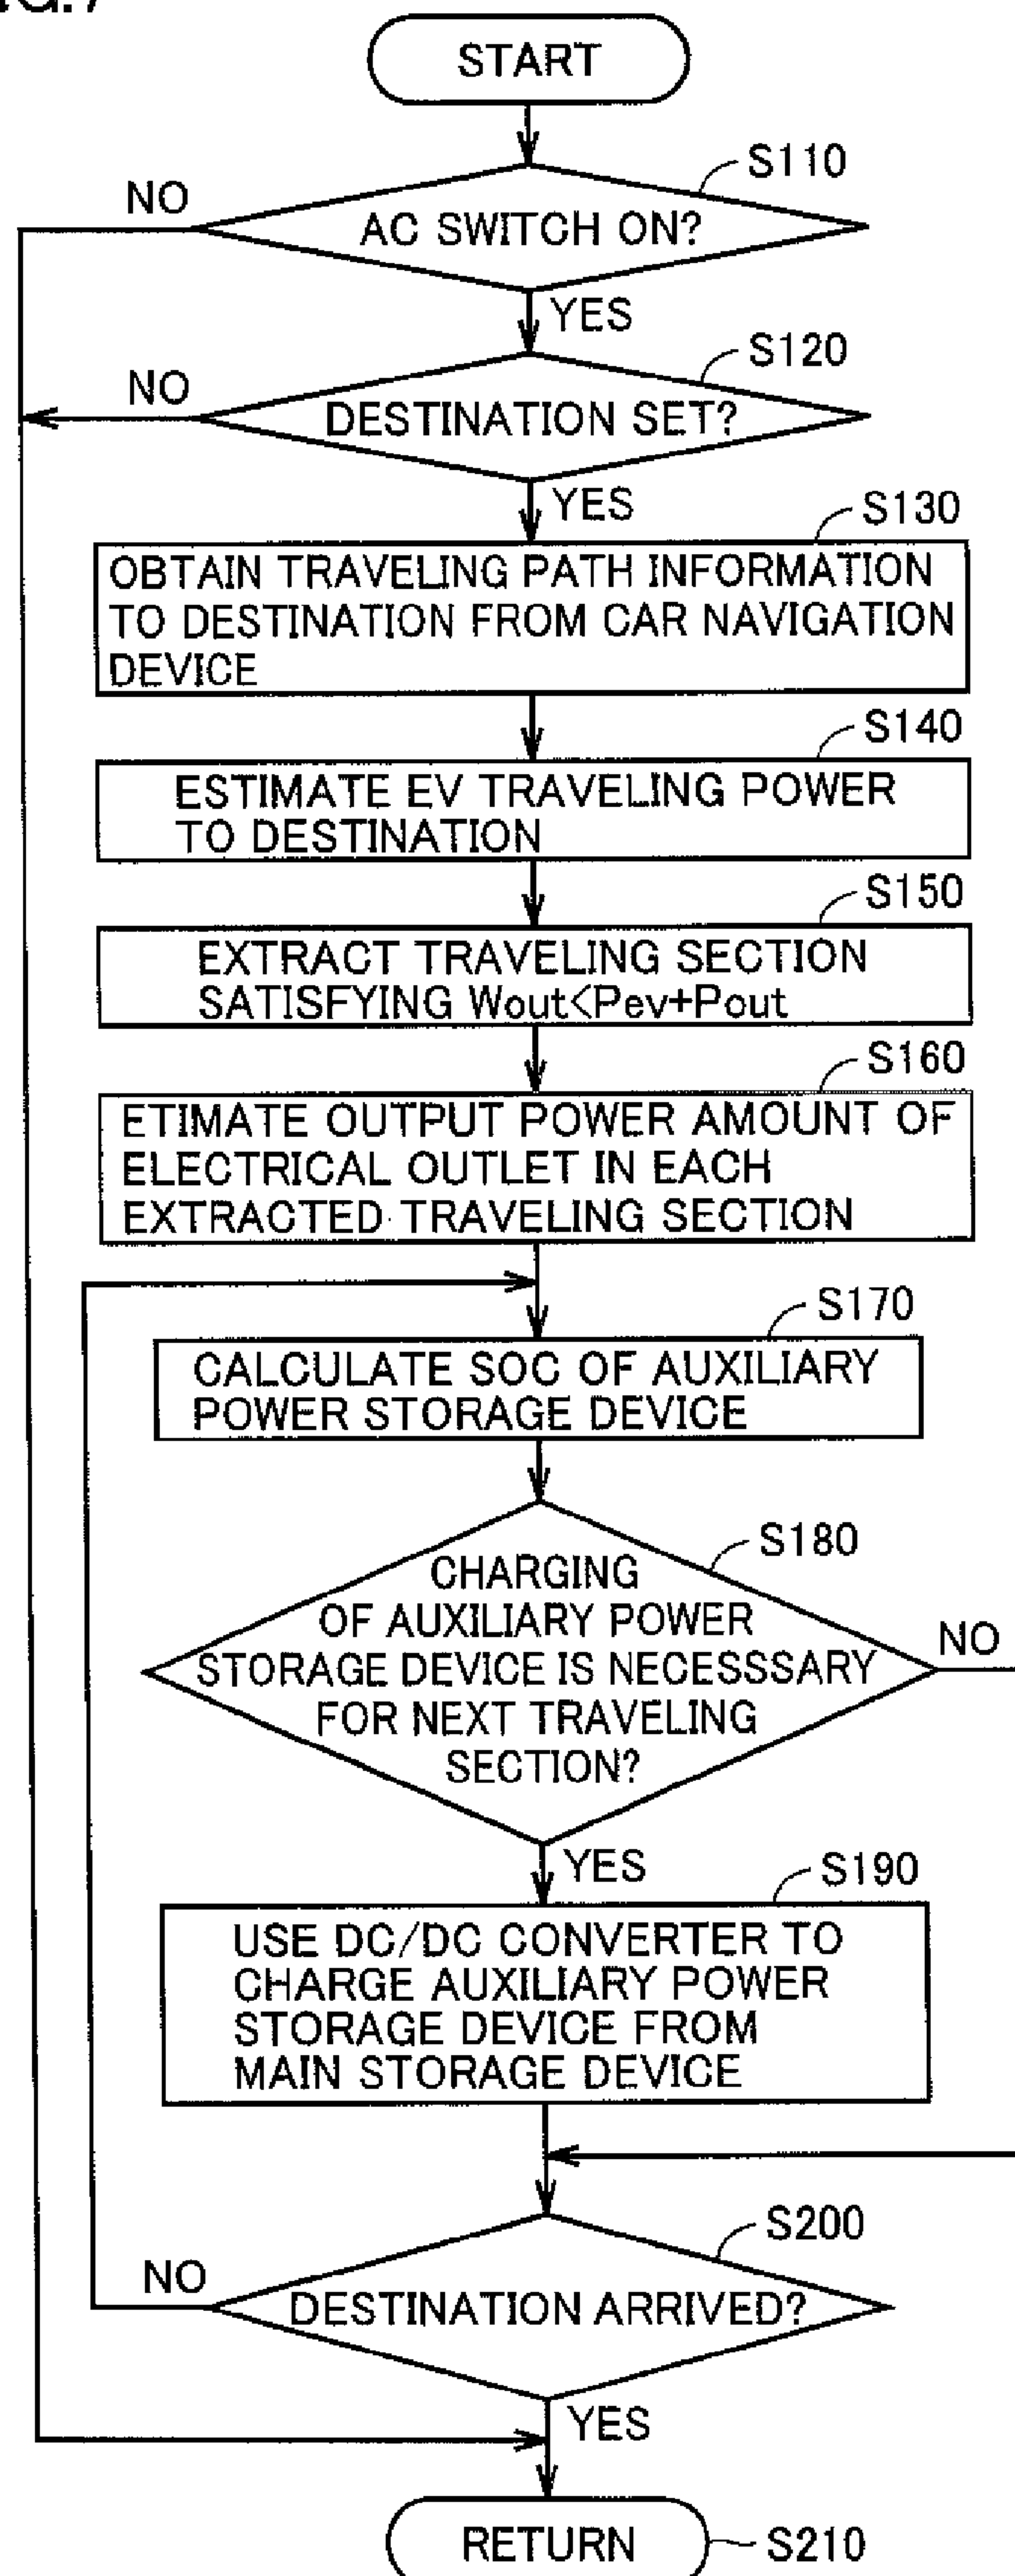 START
S110
NO
AC SWITCH ON?
YES
S120
NO
DESTINATION SET?
YES
S130
OBTAIN TRAVELING PATH INFORMATION
TO DESTINATION FROM CAR NAVIGATION
DEVICE
S140
ESTIMATE EV TRAVELING POWER
TO DESTINATION
S150
EXTRACT TRAVELING SECTION
SATISFYING Wout<Pev+Pout
S160
ETIMATE OUTPUT POWER AMOUNT OF
ELECTRICAL OUTLET IN EACH
EXTRACTED TRAVELING SECTION
S170
CALCULATE SOC OF AUXILIARY
POWER STORAGE DEVICE
S180
CHARGING
OF AUXILIARY POWER
NO
STORAGE DEVICE IS NECESSSARY
FOR NEXT TRAVELING
SECTION?
YES
S190
USE DC/DC CONVERTER TO
CHARGE AUXILIARY POWER
STORAGE DEVICE FROM
MAIN STORAGE DEVICE
S200
NO
DESTINATION ARRIVED?
YES
RETURN
S210